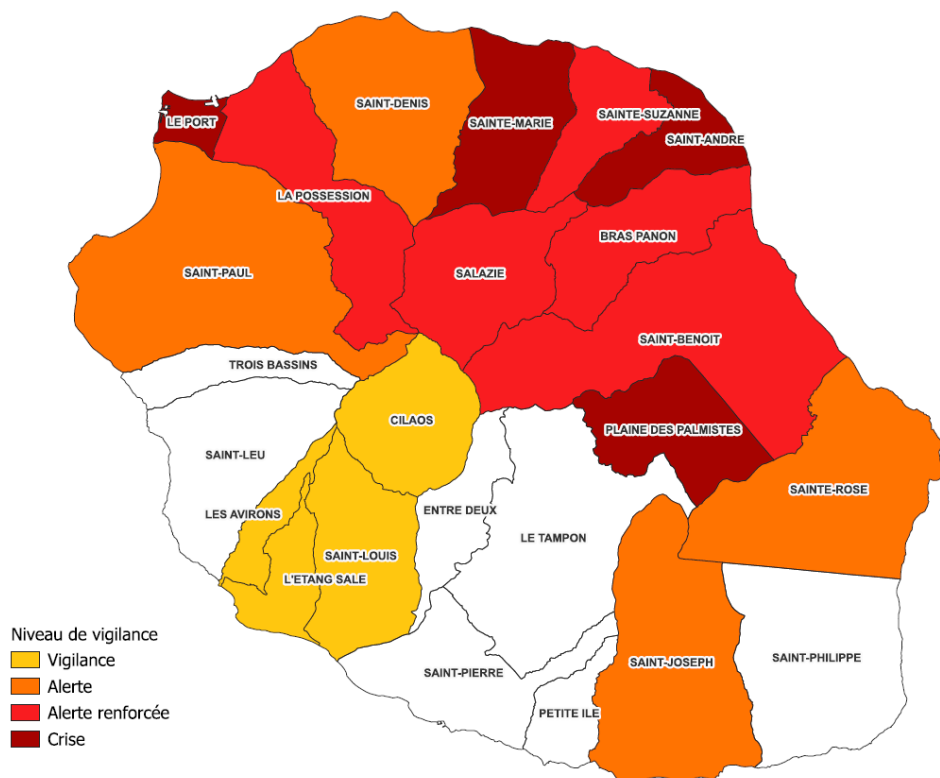 SAINT-DENIS
SAINTE-MARIE
SAINTE-SUZANNE
LE PORT
SAINT-ANDRE
LA POSSESSION
BRAS PANON
SAINT-PAUL
SALAZIE
SAINT-BENOIT
TROIS BASSINS
CILAOS
PLAINE DES PALMISTES
SAINT-LEU
SAINTE-ROSE
LES AVIRONS
ENTRE DEUX
LE TAMPON
SAINT-LOUIS
L'ETANG SALE
SAINT-JOSEPH
SAINT-PHILIPPE
SAINT-PIERRE
PETITE ILE
Niveau de vigilance
Vigilance
Alerte
Alerte renforcée
Crise